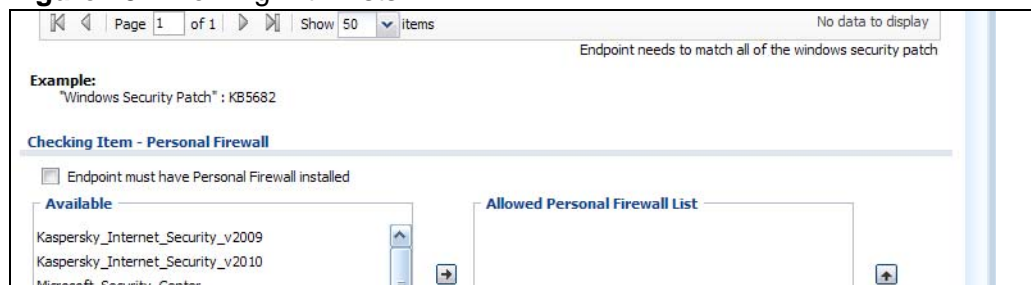 Page 1 of 1 Show 50 items No data to display
Endpoint needs to match all of the windows security patch
Example:
"Windows Security Patch" : KB5682
Checking Item - Personal Firewall
Endpoint must have Personal Firewall installed
Available Allowed Personal Firewall List
Kaspersky_Internet_Security_v2009
Kaspersky_Internet_Security_v2010
Microsoft_Security_Center